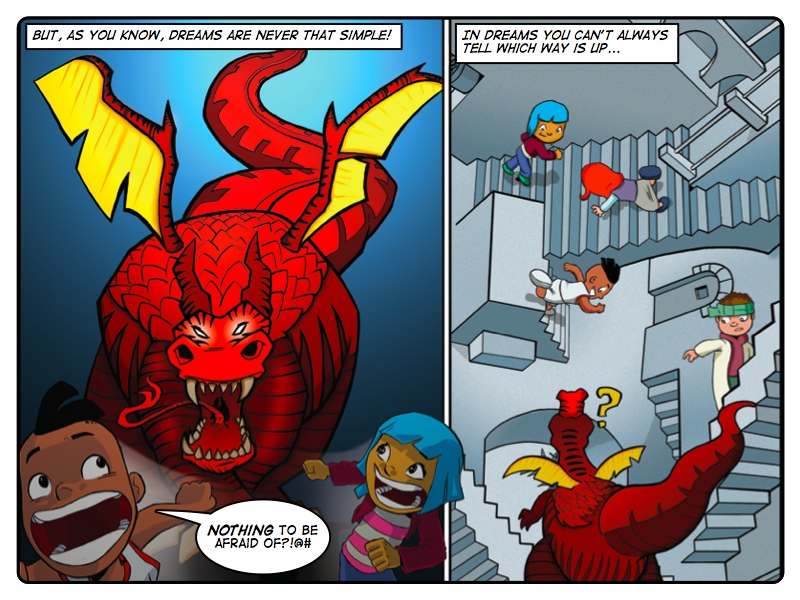 BUT, AS YOU KNOW, DREAMS ARE NEVER THAT SIMPLE!
NOTHING TO BE
AFRAID OF?!@#
IN DREAMS YOU CAN'T ALWAYS
TELL WHICH WAY IS UP...
?